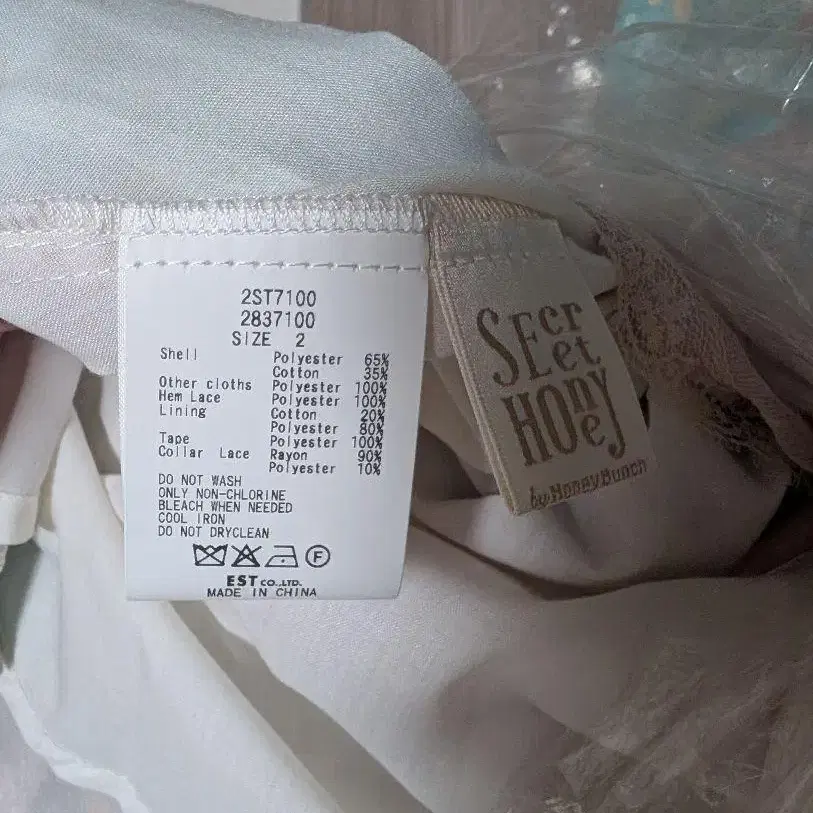 2ST7100
2837100
SIZE 2
Shell Polyester 65%
Cotton 35%
Other cloths Polyester 100%
Hem Lace Polyester 100%
Lining Cotton 20%
Polyester 80%
Tape Polyester 100%
Collar Lace Rayon 90%
Polyester 10%
DO NOT WASH
ONLY NON-CHLORINE
BLEACH WHEN NEEDED
COOL IRON
DO NOT DRYCLEAN
F
EST CO.,LTD.
MADE IN CHINA
SEcret
HOney
by HoneyBunch